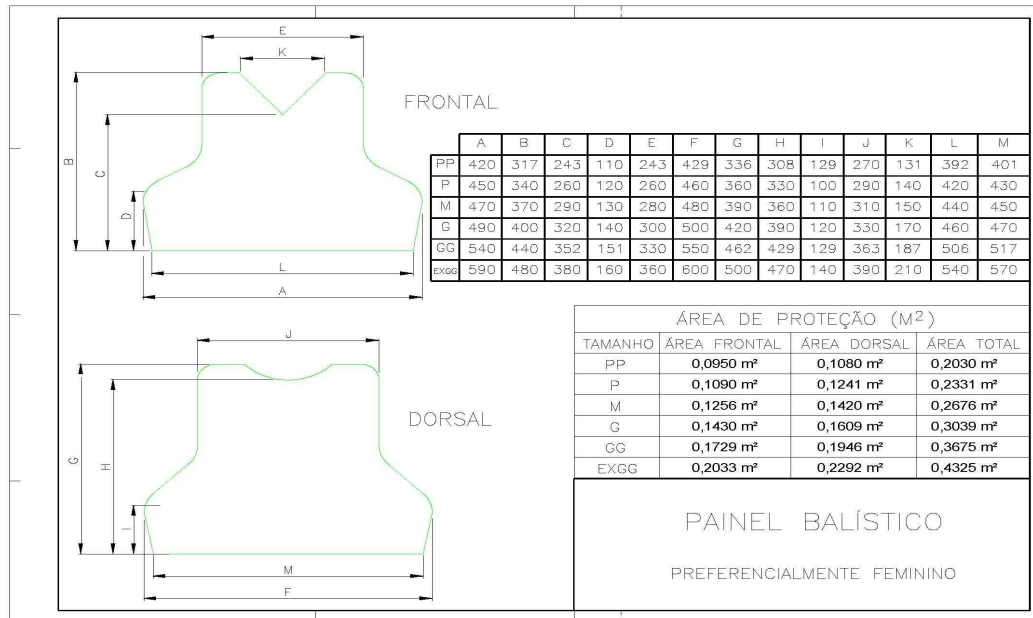 E
K
FRONTAL
B
C
D
L
A
A B C D E F G H I J K L M
PP 420 317 243 110 243 429 336 308 129 270 131 392 401
P 450 340 260 120 260 460 360 330 100 290 140 420 430
M 470 370 290 130 280 480 390 360 110 310 150 440 450
G 490 400 320 140 300 500 420 390 120 330 170 460 470
GG 540 440 352 151 330 550 462 429 129 363 187 506 517
EXGG 590 480 380 160 360 600 500 470 140 390 210 540 570
J
DORSAL
G
H
I
M
F
ÁREA DE PROTEÇÃO (M²)
TAMANHO ÁREA FRONTAL ÁREA DORSAL ÁREA TOTAL
PP 0,0950 m² 0,1080 m² 0,2030 m²
P 0,1090 m² 0,1241 m² 0,2331 m²
M 0,1256 m² 0,1420 m² 0,2676 m²
G 0,1430 m² 0,1609 m² 0,3039 m²
GG 0,1729 m² 0,1946 m² 0,3675 m²
EXGG 0,2033 m² 0,2292 m² 0,4325 m²
PAINEL BALÍSTICO
PREFERENCIALMENTE FEMININO